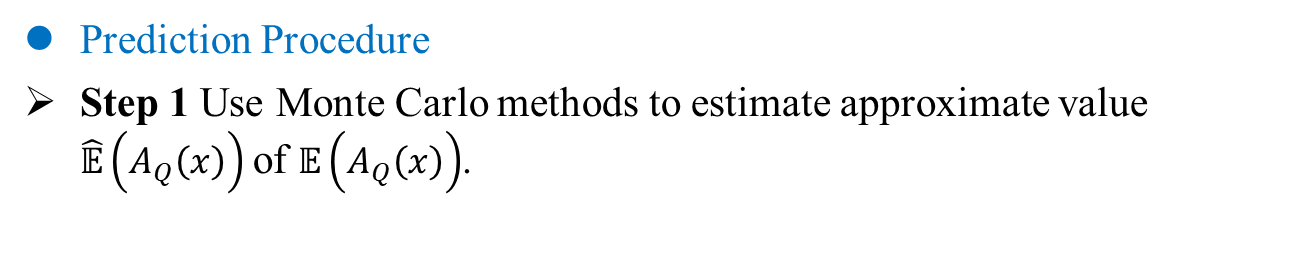 ● Prediction Procedure
➢ Step 1 Use Monte Carlo methods to estimate approximate value
𝔼̂(A_Q(x)) of 𝔼(A_Q(x)).